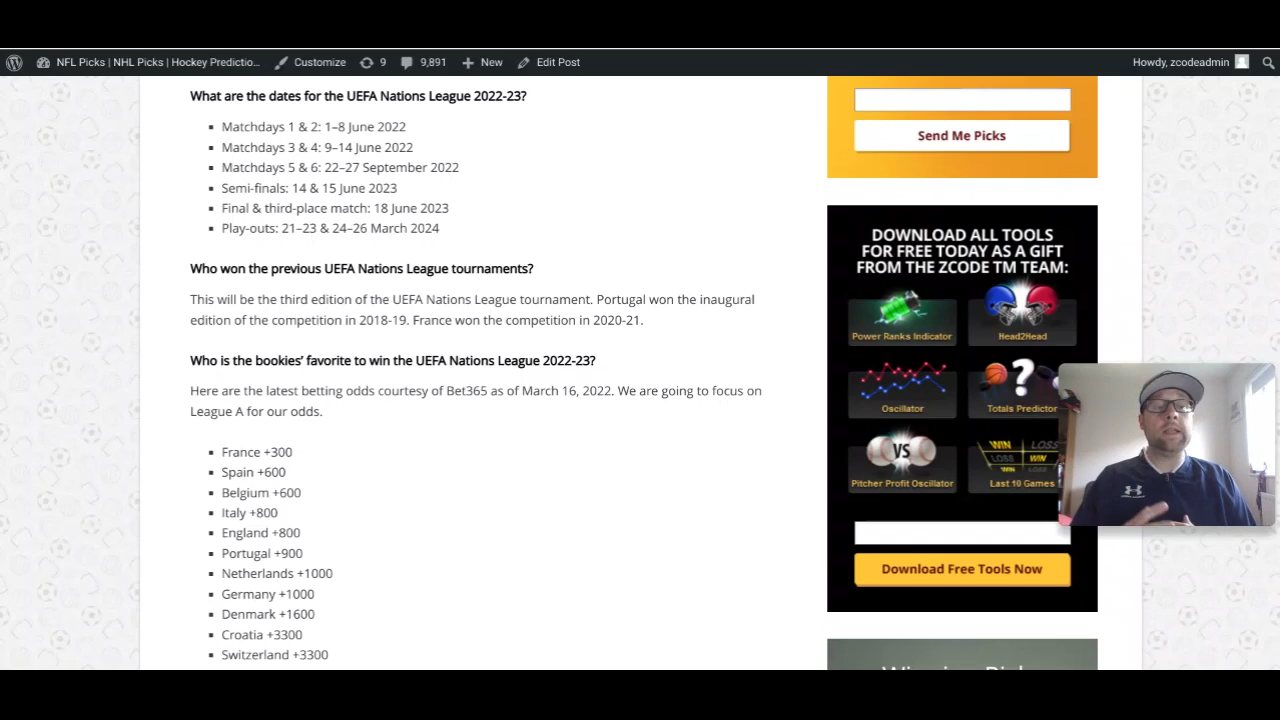 NFL Picks | NHL Picks | Hockey Predictio...
Customize
9
9,891
New
Edit Post
Howdy, zcodeadmin
What are the dates for the UEFA Nations League 2022-23?
Matchdays 1 & 2: 1–8 June 2022
Matchdays 3 & 4: 9–14 June 2022
Matchdays 5 & 6: 22–27 September 2022
Semi-finals: 14 & 15 June 2023
Final & third-place match: 18 June 2023
Play-outs: 21–23 & 24–26 March 2024
Who won the previous UEFA Nations League tournaments?
This will be the third edition of the UEFA Nations League tournament. Portugal won the inaugural
edition of the competition in 2018-19. France won the competition in 2020-21.
Who is the bookies’ favorite to win the UEFA Nations League 2022-23?
Here are the latest betting odds courtesy of Bet365 as of March 16, 2022. We are going to focus on
League A for our odds.
France +300
Spain +600
Belgium +600
Italy +800
England +800
Portugal +900
Netherlands +1000
Germany +1000
Denmark +1600
Croatia +3300
Switzerland +3300
Send Me Picks
DOWNLOAD ALL TOOLS
FOR FREE TODAY AS A GIFT
FROM THE ZCODE TM TEAM:
Power Ranks Indicator
Head2Head
Oscillator
?
Totals Predictor
VS
WIN LOSS
LOSS WIN
WIN LOSS
Pitcher Profit Oscillator
Last 10 Games
Download Free Tools Now